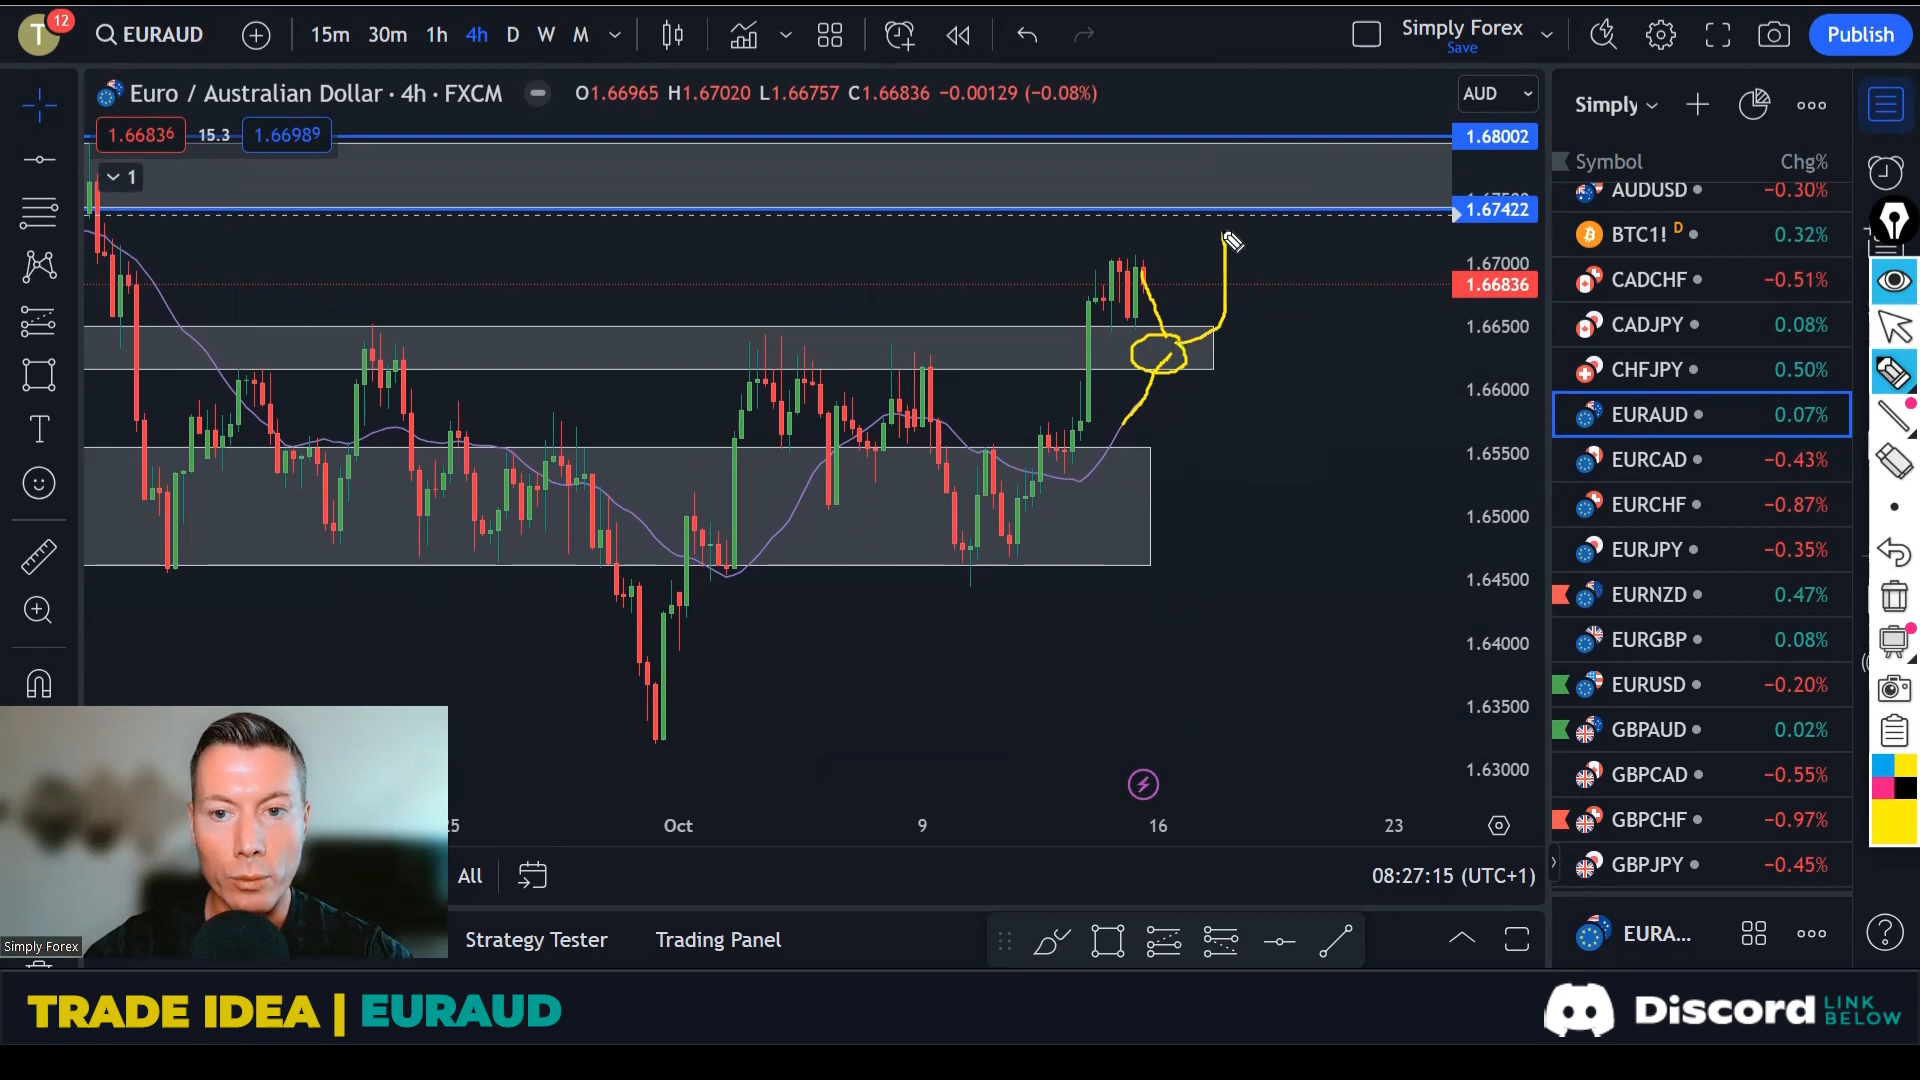 T
12
EURAUD
15m 30m 1h 4h D W M
Simply Forex
Save
Publish
Euro / Australian Dollar · 4h · FXCM
O1.66965 H1.67020 L1.66757 C1.66836 −0.00129 (−0.08%)
AUD
1.66836 15.3 1.66989
1
1.68002
1.67422
1.67000
1.66836
1.66500
1.66000
1.65500
1.65000
1.64500
1.64000
1.63500
1.63000
25 Oct 9 16 23
All
08:27:15 (UTC+1)
Strategy Tester
Trading Panel
Simply
Symbol Chg%
AUDUSD −0.30%
BTC1! D 0.32%
CADCHF −0.51%
CADJPY 0.08%
CHFJPY 0.50%
EURAUD 0.07%
EURCAD −0.43%
EURCHF −0.87%
EURJPY −0.35%
EURNZD 0.47%
EURGBP 0.08%
EURUSD −0.20%
GBPAUD 0.02%
GBPCAD −0.55%
GBPCHF −0.97%
GBPJPY −0.45%
EURA...
Simply Forex
TRADE IDEA | EURAUD
Discord LINK BELOW